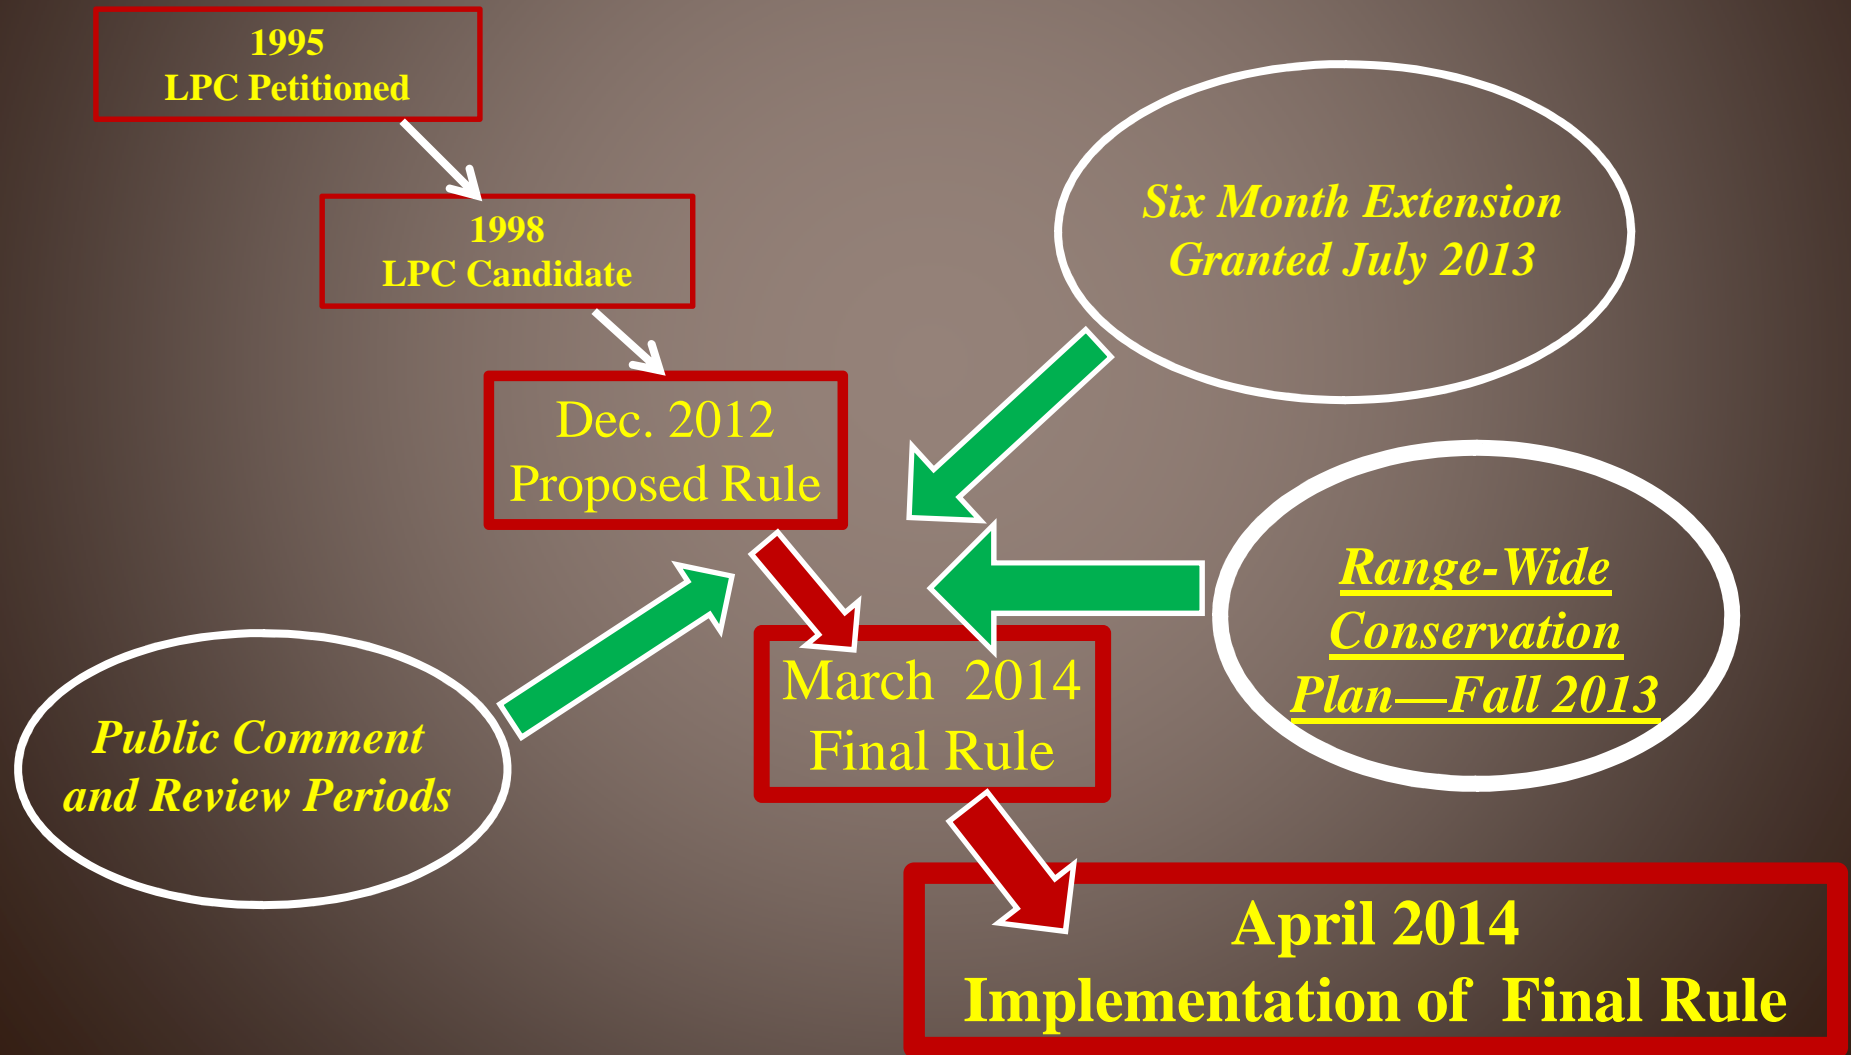 1995
LPC Petitioned
1998
LPC Candidate
Six Month Extension
Granted July 2013
Dec. 2012
Proposed Rule
Range-Wide
Conservation
Plan—Fall 2013
Public Comment
and Review Periods
March  2014
Final Rule
April 2014
Implementation of  Final Rule